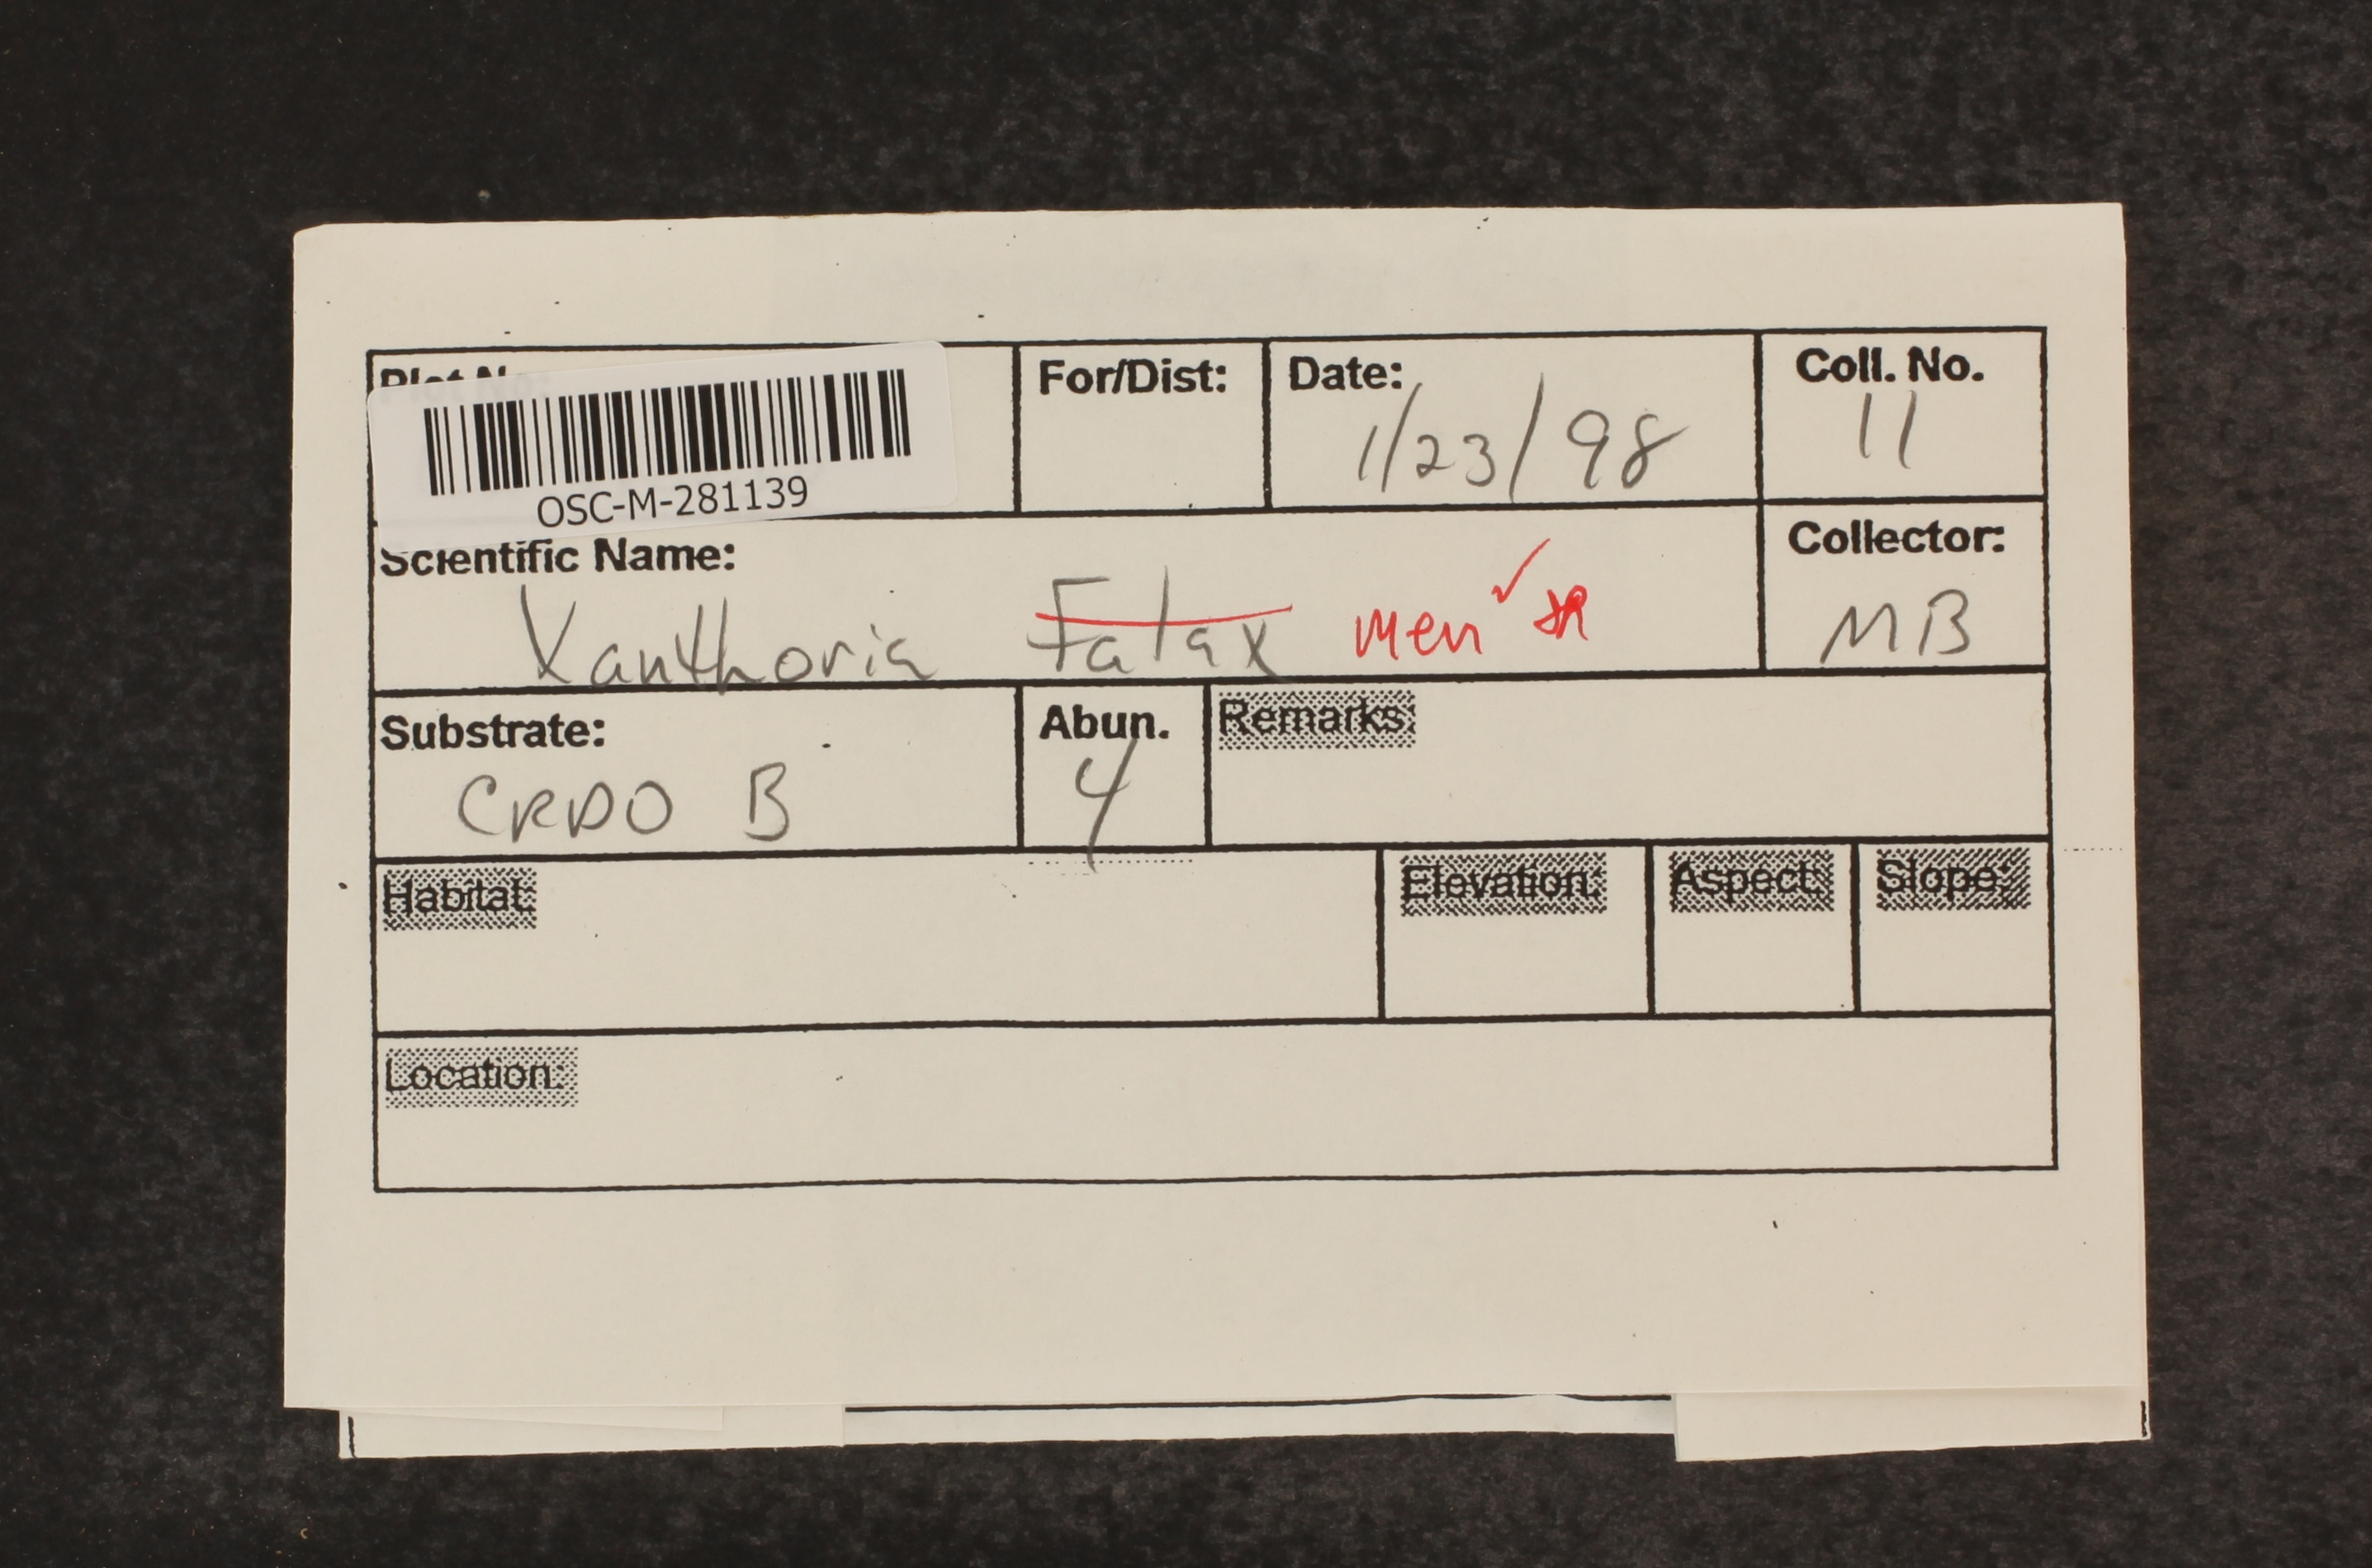 Plot No:
For/Dist:
Date:
1/23/98
Coll. No.
11
OSC-M-281139
Scientific Name:
Xanthoria Falax Men ✓
Collector:
MB
Substrate:
CRDO B
Abun.
4
Remarks:
Habitat:
Elevation:
Aspect:
Slope:
Location: